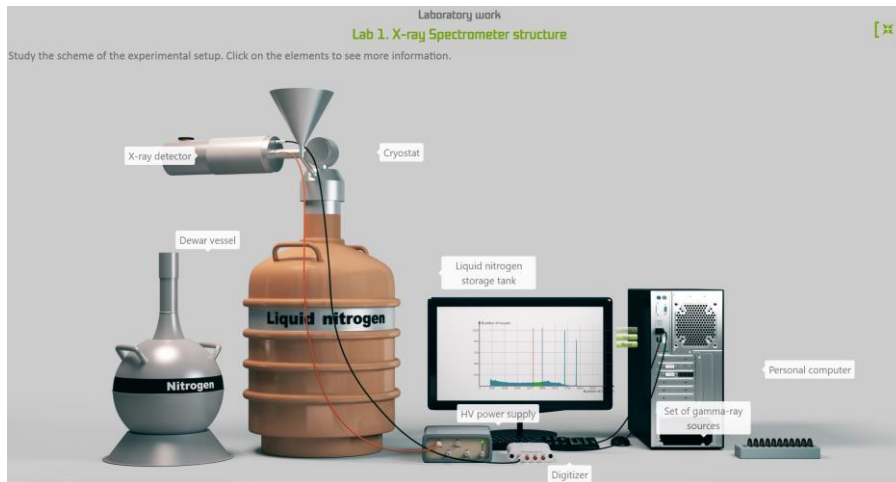 Laboratory work
Lab 1. X-ray Spectrometer structure
Study the scheme of the experimental setup. Click on the elements to see more information.
X-ray detector
Cryostat
Dewar vessel
Liquid nitrogen
storage tank
Liquid nitrogen
Nitrogen
Personal computer
HV power supply
Set of gamma-ray
sources
Digitizer